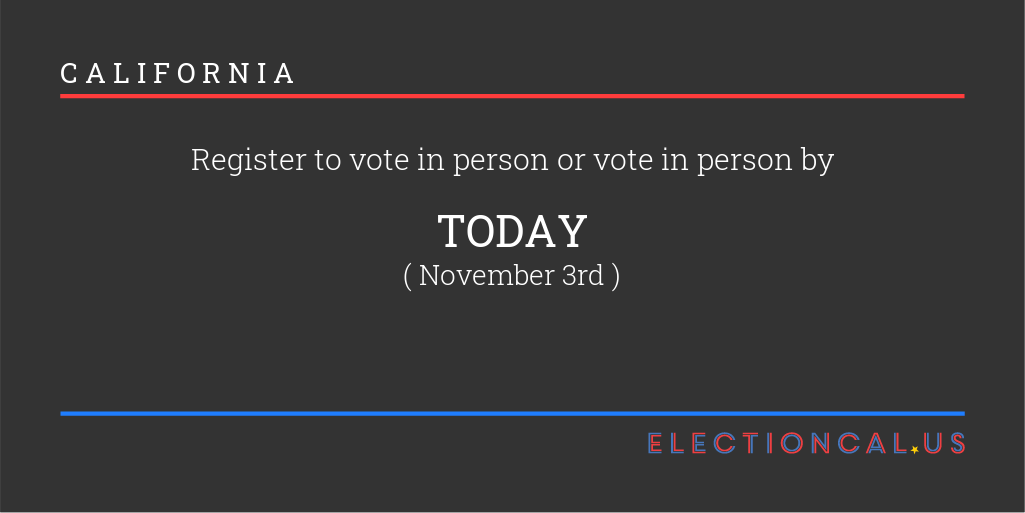 CALIFORNIA
Register to vote in person or vote in person by
TODAY
( November 3rd )
ELECTIONCAL.US